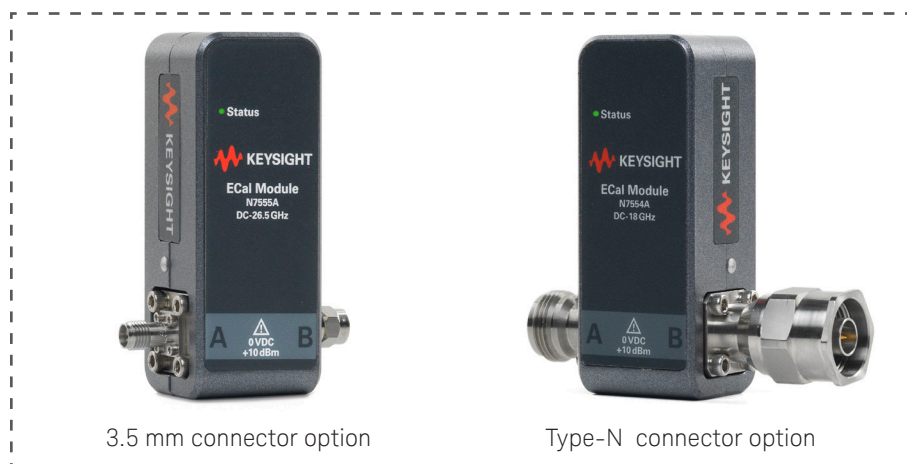 Status
KEYSIGHT
KEYSIGHT
ECal Module
N7555A
DC-26.5 GHz
A
B
0 VDC
+10 dBm
3.5 mm connector option
Status
KEYSIGHT
KEYSIGHT
ECal Module
N7554A
DC-18 GHz
A
B
0 VDC
+10 dBm
Type-N connector option